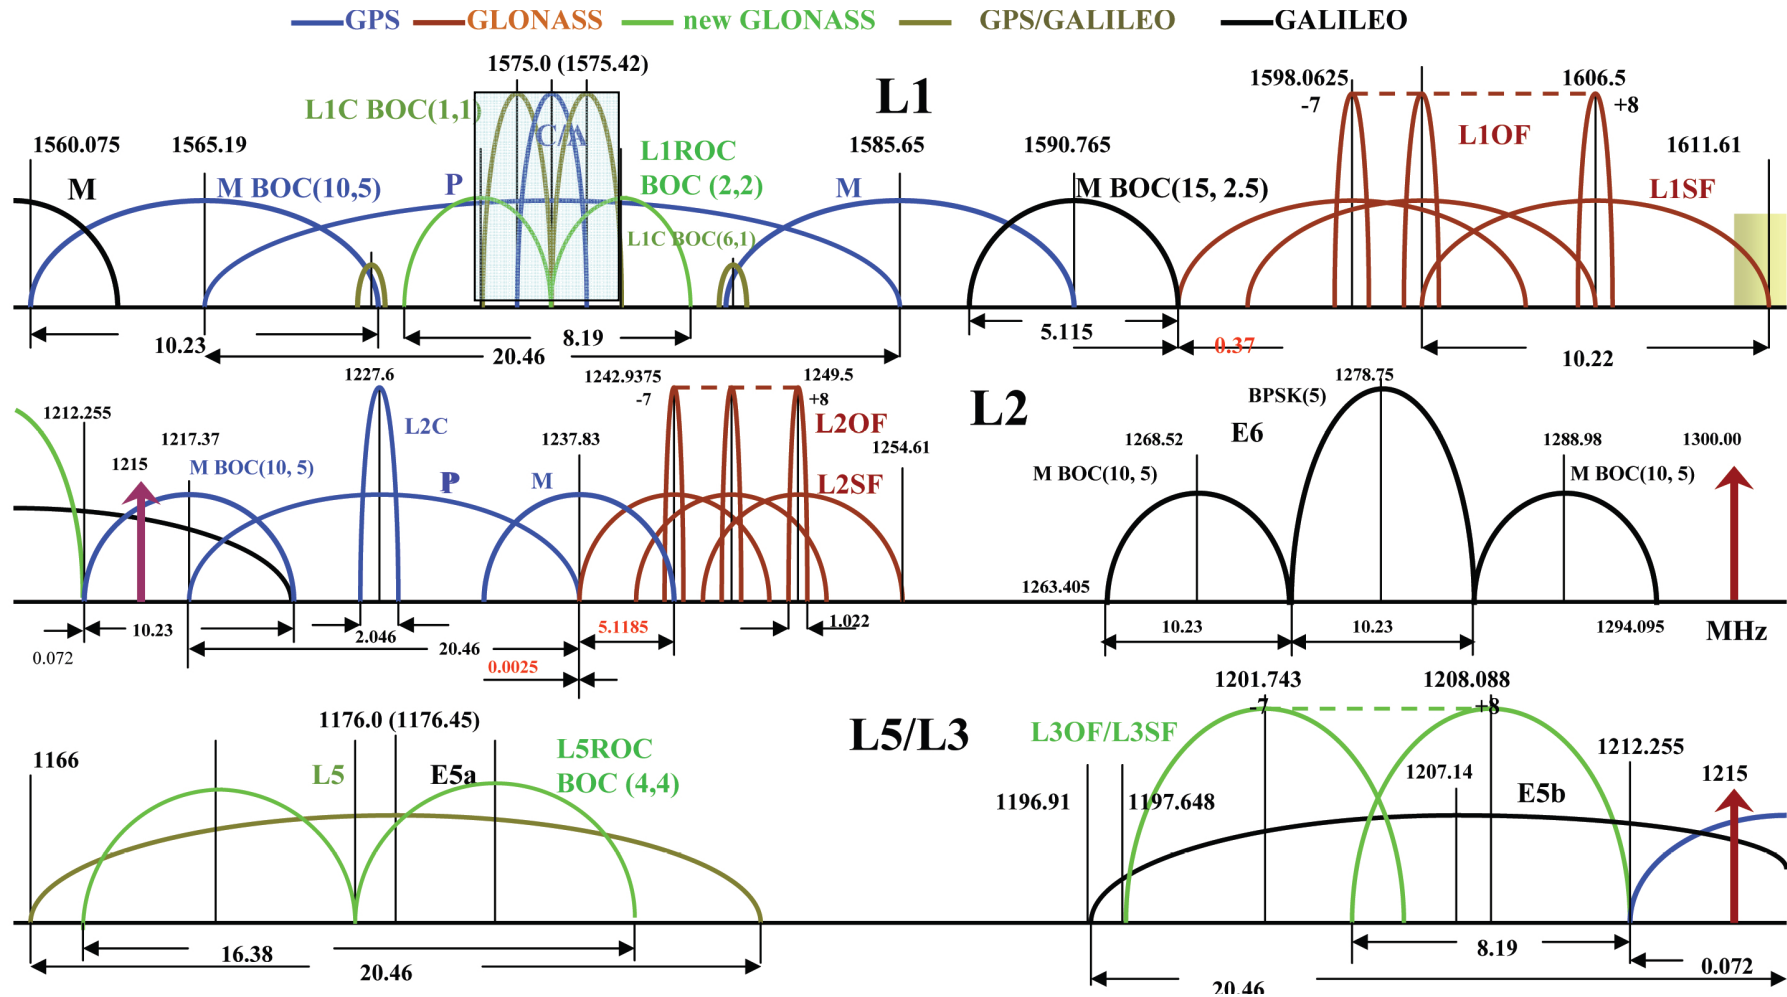 GPS GLONASS new GLONASS GPS/GALILEO GALILEO
1575.0 (1575.42)
L1
1598.0625
-7
1606.5
+8
L1C BOC(1,1)
C/A
L1OF
1560.075
1565.19
L1ROC
BOC (2,2)
1585.65
1590.765
1611.61
M
M BOC(10,5)
P
M
M BOC(15, 2.5)
L1SF
L1C BOC(6,1)
10.23
20.46
8.19
5.115
0.37
10.22
1227.6
1242.9375
-7
1249.5
+8
L2
1278.75
BPSK(5)
1212.255
L2C
L2OF
E6
1217.37
1237.83
1254.61
1268.52
1288.98
1300.00
1215
M BOC(10, 5)
P
M
L2SF
M BOC(10, 5)
M BOC(10, 5)
1263.405
10.23
2.046
20.46
5.1185
1.022
10.23
10.23
1294.095
MHz
0.072
0.0025
1201.743
-7
1208.088
+8
1176.0 (1176.45)
L5/L3
L3OF/L3SF
1166
L5
E5a
L5ROC
BOC (4,4)
1212.255
1207.14
1215
1196.91
1197.648
E5b
16.38
20.46
8.19
0.072
20.46